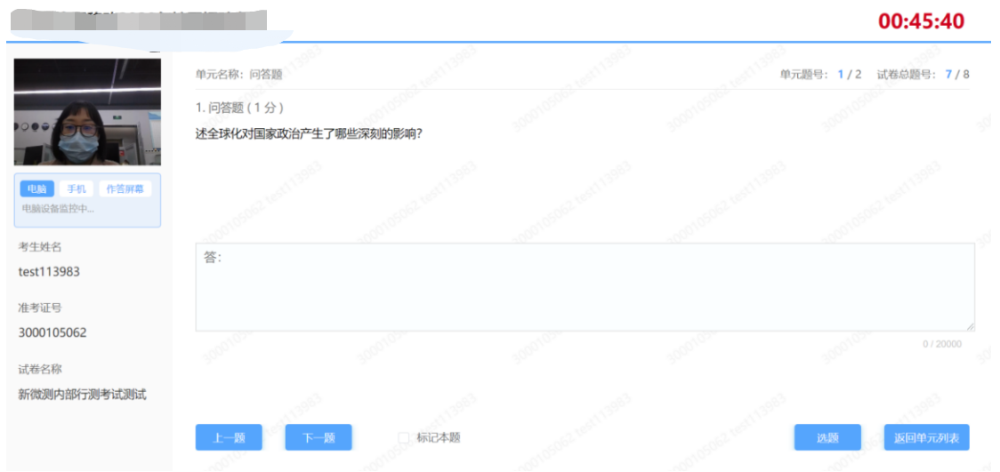 00:45:40
单元名称：问答题
单元题号： 1 / 2 试卷总题号： 7 / 8
1. 问答题 ( 1 分 )
述全球化对国家政治产生了哪些深刻的影响?
电脑 手机 作答屏幕
电脑设备监控中...
考生姓名
test113983
准考证号
3000105062
试卷名称
新微测内部行测考试测试
答：
0 / 20000
上一题 下一题 标记本题 选题 返回单元列表
3000105062 test113983